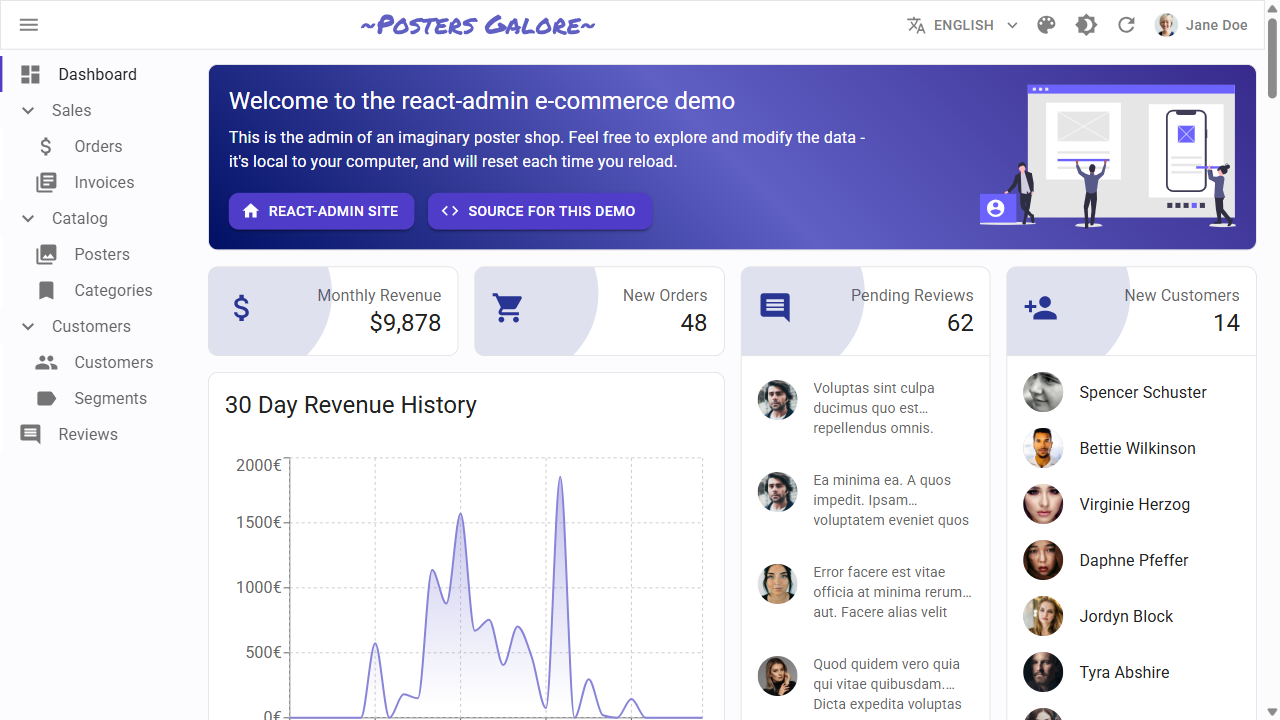 ~Posters Galore~
ENGLISH
Jane Doe
Dashboard
Sales
Orders
Invoices
Catalog
Posters
Categories
Customers
Customers
Segments
Reviews
Welcome to the react-admin e-commerce demo
This is the admin of an imaginary poster shop. Feel free to explore and modify the data -
it's local to your computer, and will reset each time you reload.
REACT-ADMIN SITE
SOURCE FOR THIS DEMO
Monthly Revenue
$9,878
New Orders
48
Pending Reviews
62
New Customers
14
30 Day Revenue History
2000€
1500€
1000€
500€
0€
Voluptas sint culpa
ducimus quo est...
repellendus omnis.
Ea minima ea. A quos
impedit. Ipsam...
voluptatem eveniet quos
Error facere est vitae
officia at minima rerum...
aut. Facere alias velit
Quod quidem vero quia
qui vitae quibusdam....
Dicta expedita voluptas
Spencer Schuster
Bettie Wilkinson
Virginie Herzog
Daphne Pfeffer
Jordyn Block
Tyra Abshire